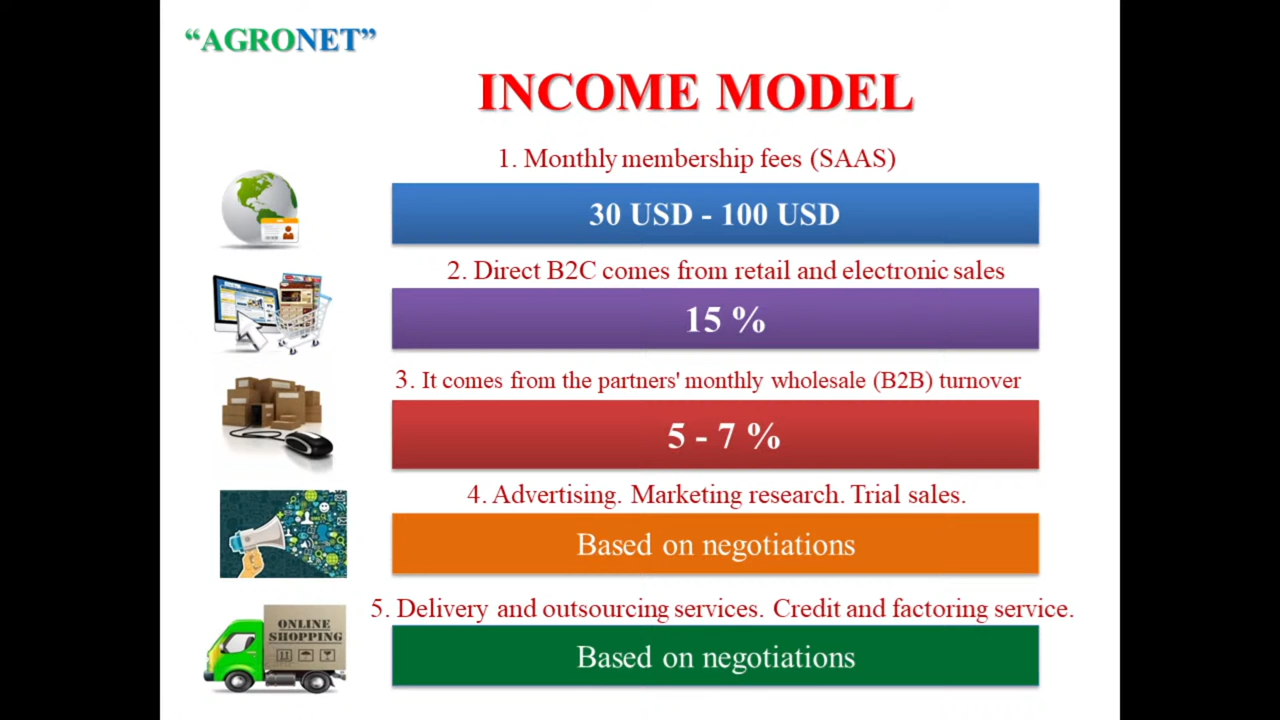 “AGRONET”
INCOME MODEL
1. Monthly membership fees (SAAS)
30 USD - 100 USD
2. Direct B2C comes from retail and electronic sales
15 %
3. It comes from the partners' monthly wholesale (B2B) turnover
5 - 7 %
4. Advertising. Marketing research. Trial sales.
Based on negotiations
5. Delivery and outsourcing services. Credit and factoring service.
ONLINE
SHOPPING
Based on negotiations